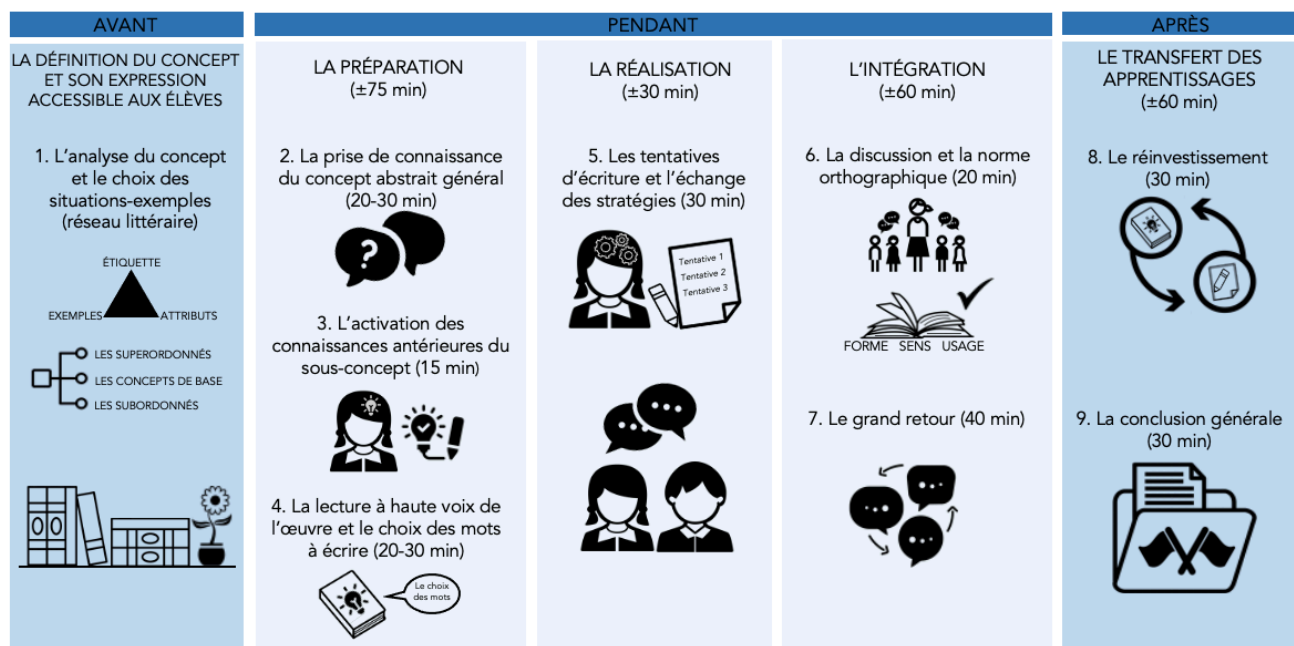 AVANT
LA DÉFINITION DU CONCEPT
ET SON EXPRESSION
ACCESSIBLE AUX ÉLÈVES
1. L'analyse du concept
et le choix des
situations-exemples
(réseau littéraire)
ÉTIQUETTE
EXEMPLES ATTRIBUTS
LES SUPERORDONNÉS
LES CONCEPTS DE BASE
LES SUBORDONNÉS
PENDANT
LA PRÉPARATION
(±75 min)
2. La prise de connaissance
du concept abstrait général
(20-30 min)
?
3. L'activation des
connaissances antérieures du
sous-concept (15 min)
4. La lecture à haute voix de
l'œuvre et le choix des mots
à écrire (20-30 min)
Le choix
des mots
LA RÉALISATION
(±30 min)
5. Les tentatives
d'écriture et l'échange
des stratégies (30 min)
Tentative 1
Tentative 2
Tentative 3
L'INTÉGRATION
(±60 min)
6. La discussion et la norme
orthographique (20 min)
FORME SENS USAGE
7. Le grand retour (40 min)
APRÈS
LE TRANSFERT DES
APPRENTISSAGES
(±60 min)
8. Le réinvestissement
(30 min)
9. La conclusion générale
(30 min)